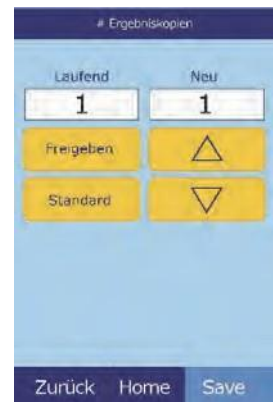 # Ergebniskopien
Laufend Neu
1 1
Freigeben
Standard
Zurück Home Save